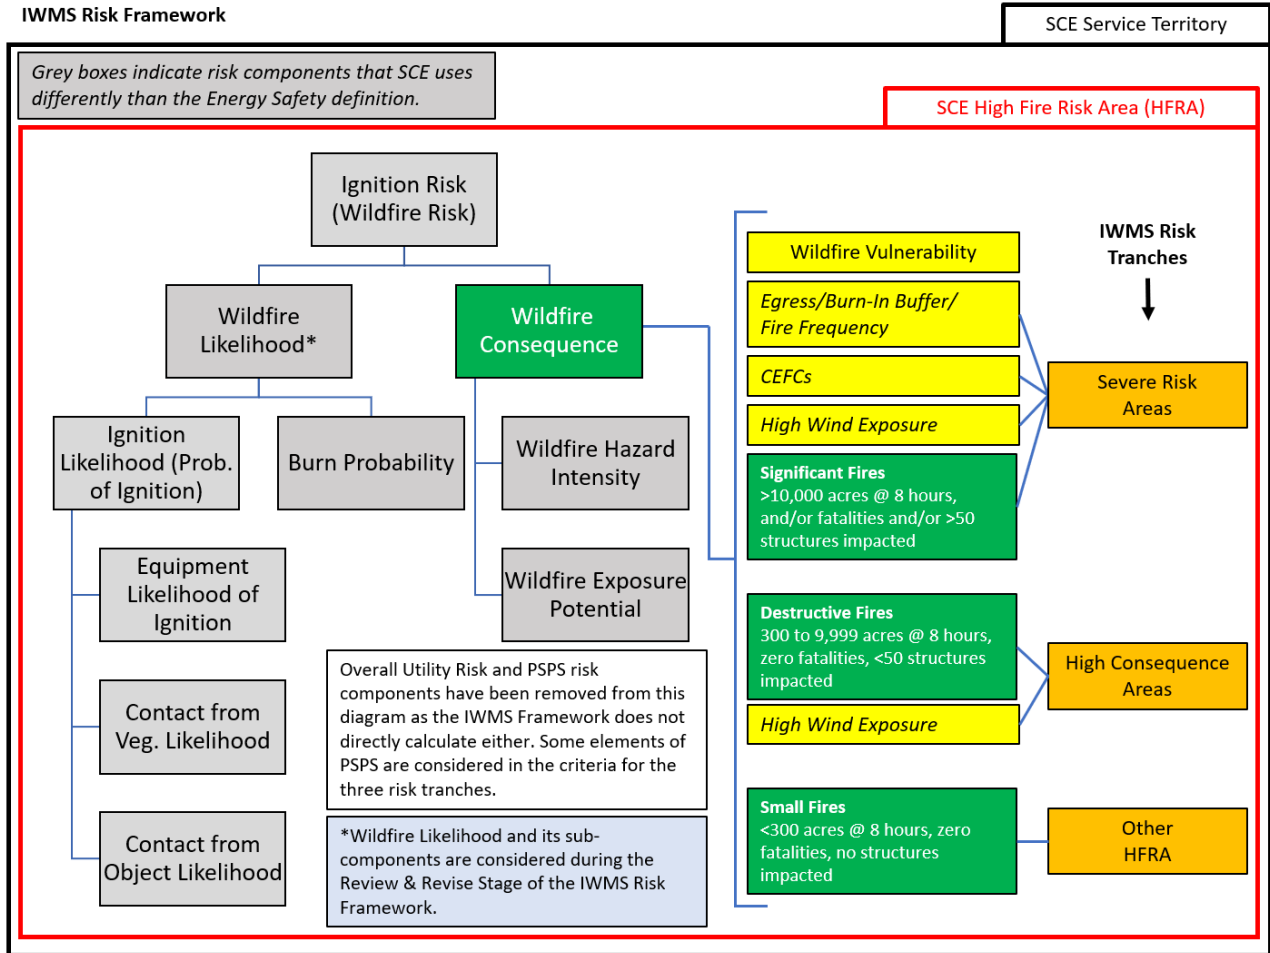 IWMS Risk Framework
SCE Service Territory
Grey boxes indicate risk components that SCE uses
differently than the Energy Safety definition.
SCE High Fire Risk Area (HFRA)
Ignition Risk
(Wildfire Risk)
Wildfire
Likelihood*
Wildfire
Consequence
Ignition
Likelihood (Prob.
of Ignition)
Burn Probability
Wildfire Hazard
Intensity
Equipment
Likelihood of
Ignition
Wildfire Exposure
Potential
Contact from
Veg. Likelihood
Contact from
Object Likelihood
Overall Utility Risk and PSPS risk
components have been removed from this
diagram as the IWMS Framework does not
directly calculate either. Some elements of
PSPS are considered in the criteria for the
three risk tranches.
*Wildfire Likelihood and its sub-
components are considered during the
Review & Revise Stage of the IWMS Risk
Framework.
Wildfire Vulnerability
Egress/Burn-In Buffer/
Fire Frequency
CEFCs
High Wind Exposure
Significant Fires
>10,000 acres @ 8 hours,
and/or fatalities and/or >50
structures impacted
Destructive Fires
300 to 9,999 acres @ 8 hours,
zero fatalities, <50 structures
impacted
High Wind Exposure
Small Fires
<300 acres @ 8 hours, zero
fatalities, no structures
impacted
IWMS Risk
Tranches
Severe Risk
Areas
High Consequence
Areas
Other
HFRA